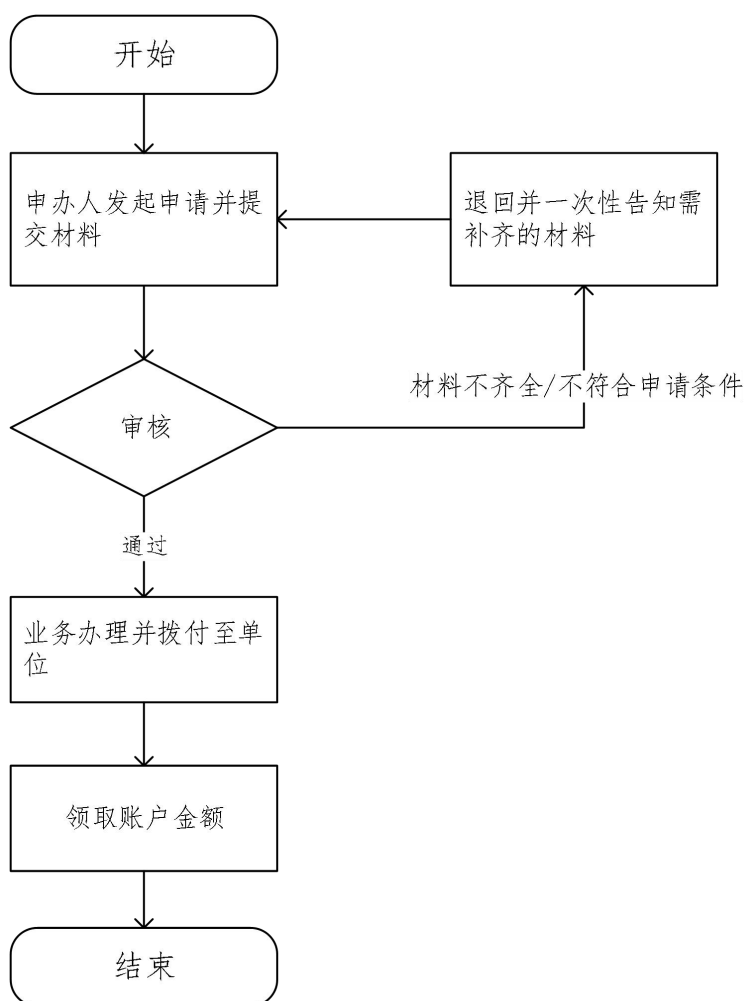 开始
申办人发起申请并提
交材料
退回并一次性告知需
补齐的材料
材料不齐全/不符合申请条件
审核
通过
业务办理并拨付至单
位
领取账户金额
结束